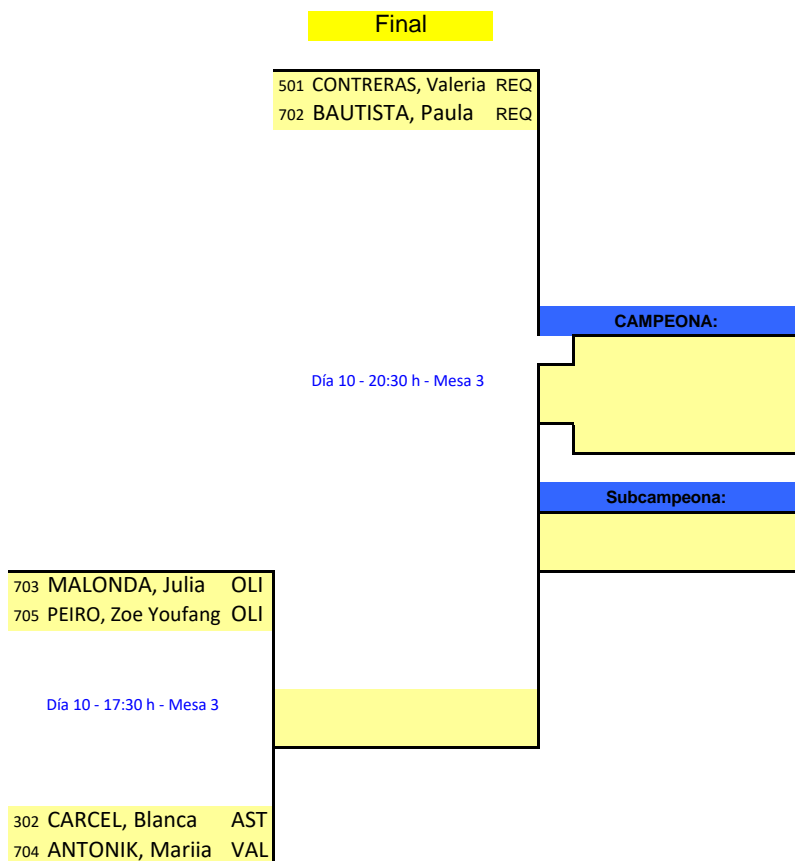 Final
501 CONTRERAS, Valeria REQ
702 BAUTISTA, Paula REQ
CAMPEONA:
Día 10 - 20:30 h - Mesa 3
Subcampeona:
703 MALONDA, Julia OLI
705 PEIRO, Zoe Youfang OLI
Día 10 - 17:30 h - Mesa 3
302 CARCEL, Blanca AST
704 ANTONIK, Mariia VAL